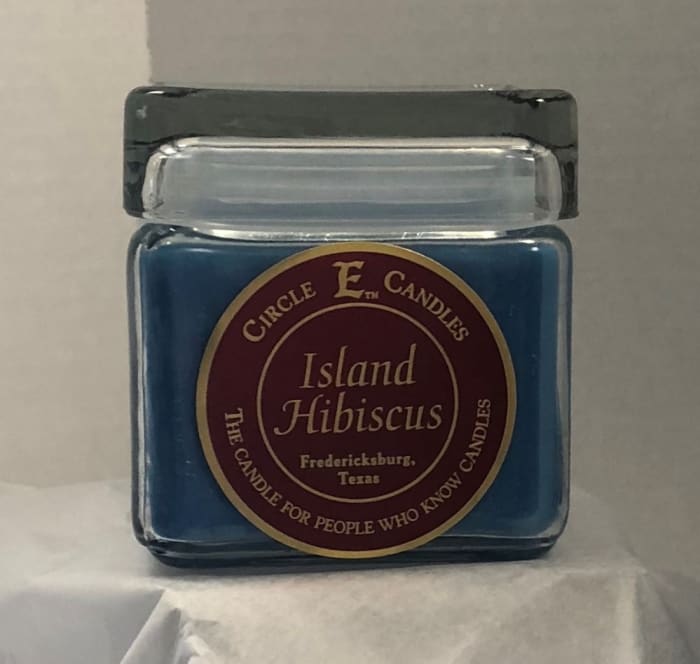 CIRCLE E™ CANDLES
Island
Hibiscus
Fredericksburg,
Texas
THE CANDLE FOR PEOPLE WHO KNOW CANDLES